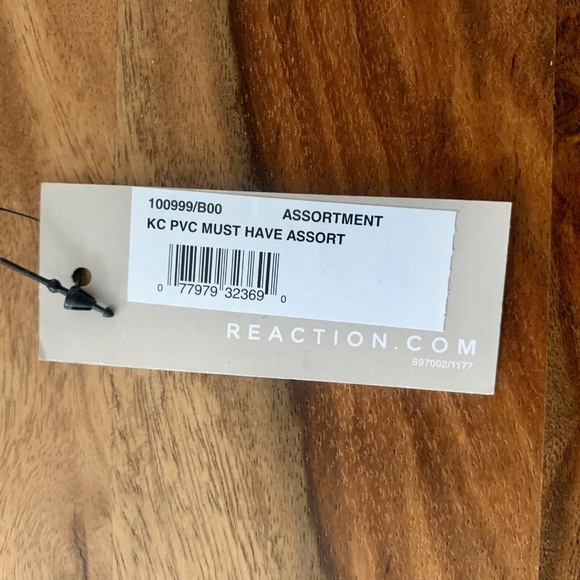 100999/B00 ASSORTMENT
KC PVC MUST HAVE ASSORT
0 77979 32369 0
REACTION.COM
S97002/1177